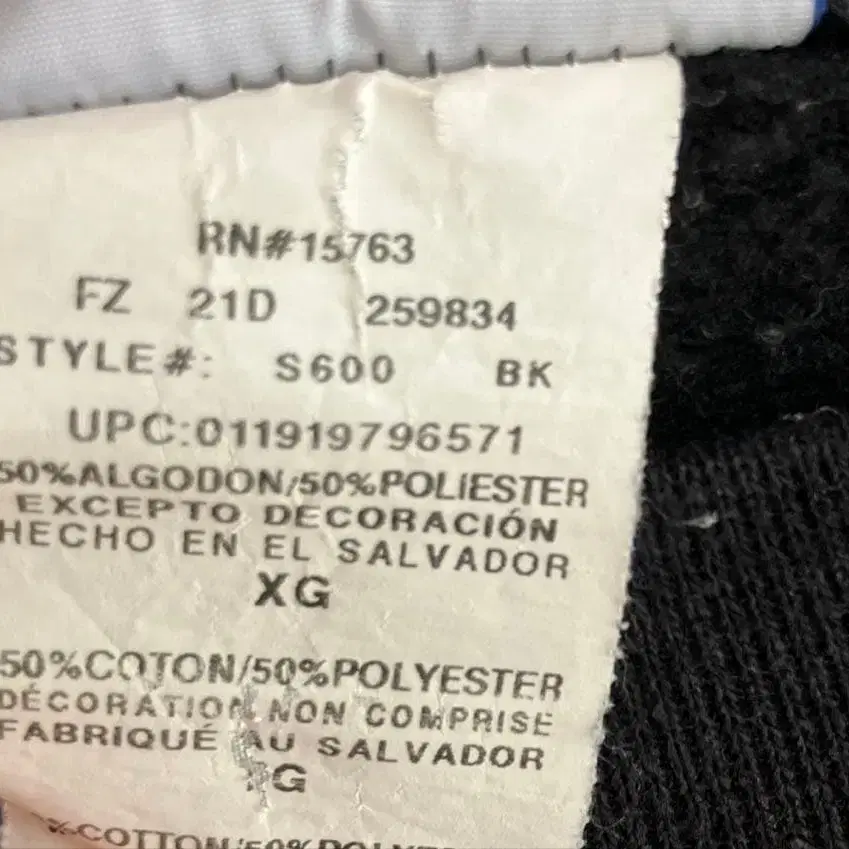 RN#15763
FZ 21D 259834
STYLE#: S600 BK
UPC:011919796571
50%ALGODON/50%POLIESTER
EXCEPTO DECORACIÓN
HECHO EN EL SALVADOR
XG
50%COTON/50%POLYESTER
DÉCORATION NON COMPRISE
FABRIQUÉ AU SALVADOR